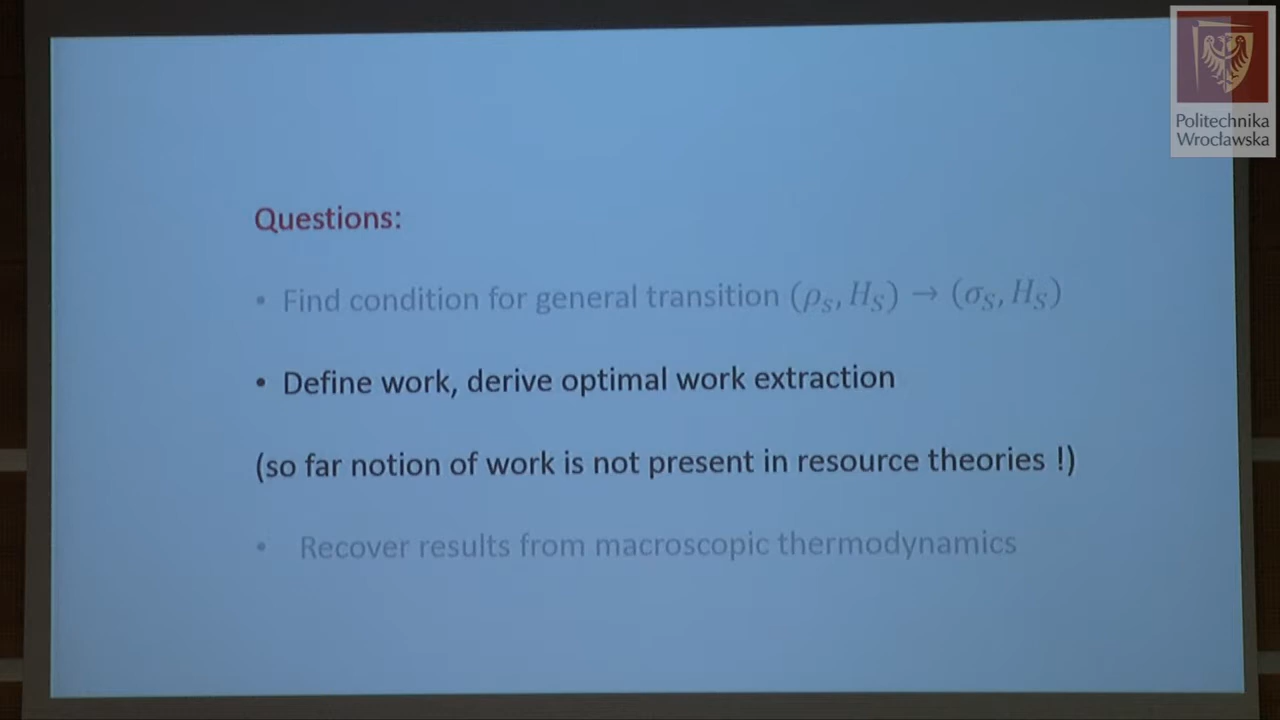 Politechnika
Wrocławska
Questions:
• Find condition for general transition (ρ_S, H_S) → (σ_S, H_S)
• Define work, derive optimal work extraction
(so far notion of work is not present in resource theories !)
• Recover results from macroscopic thermodynamics